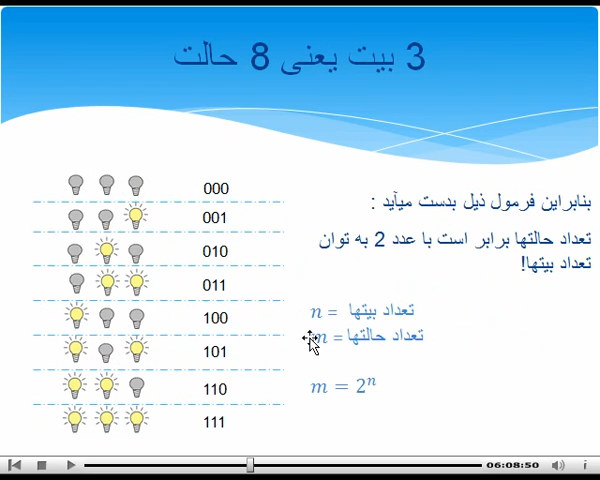 3 بیت یعنی 8 حالت
000
001
010
011
100
101
110
111
بنابراین فرمول ذیل بدست میآید :
تعداد حالتها برابر است با عدد 2 به توان
تعداد بیتها!
n = تعداد بیتها
m = تعداد حالتها
m = 2ⁿ
06:08:50